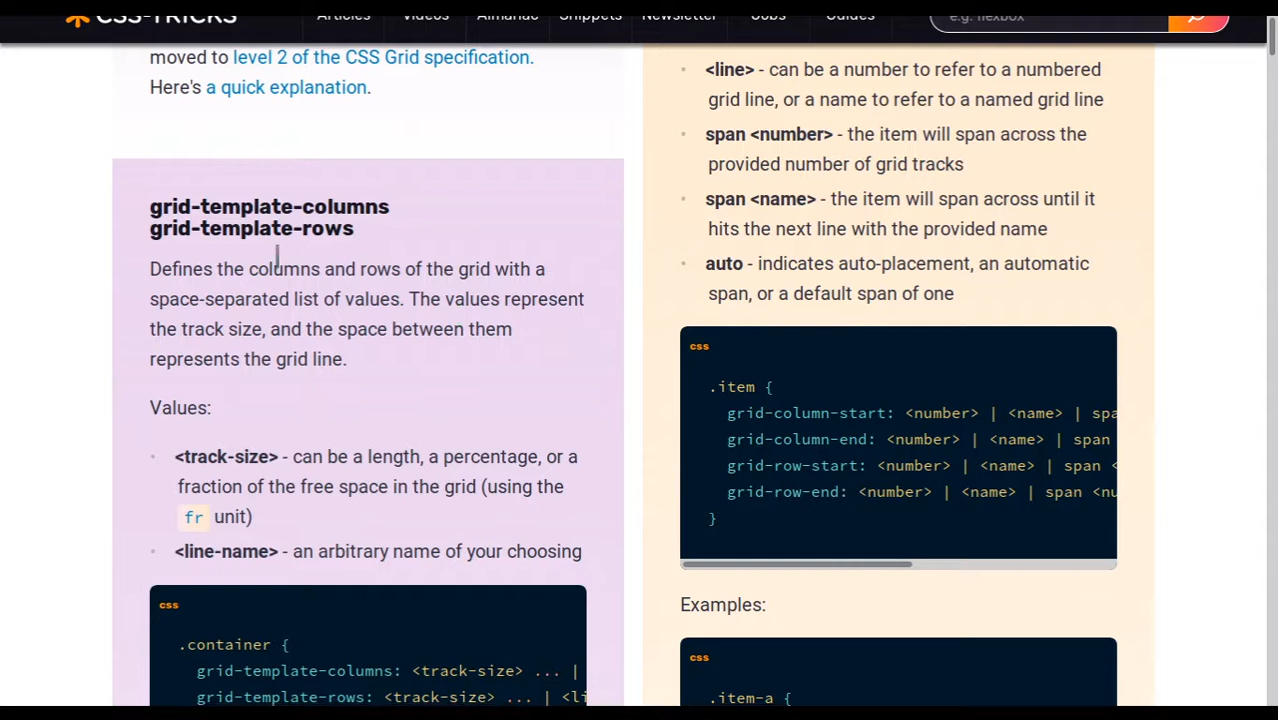 CSS-TRICKS
Articles
Videos
Almanac
Snippets
Newsletter
Jobs
Guides
e.g. flexbox
moved to level 2 of the CSS Grid specification.
Here's a quick explanation.
grid-template-columns
grid-template-rows
Defines the columns and rows of the grid with a
space-separated list of values. The values represent
the track size, and the space between them
represents the grid line.
Values:
<track-size> - can be a length, a percentage, or a
fraction of the free space in the grid (using the
fr unit)
<line-name> - an arbitrary name of your choosing
css
.container {
grid-template-columns: <track-size> ... |
grid-template-rows: <track-size> ... | <li
<line> - can be a number to refer to a numbered
grid line, or a name to refer to a named grid line
span <number> - the item will span across the
provided number of grid tracks
span <name> - the item will span across until it
hits the next line with the provided name
auto - indicates auto-placement, an automatic
span, or a default span of one
css
.item {
grid-column-start: <number> | <name> | spa
grid-column-end: <number> | <name> | span
grid-row-start: <number> | <name> | span <
grid-row-end: <number> | <name> | span <nu
}
Examples:
css
.item-a {